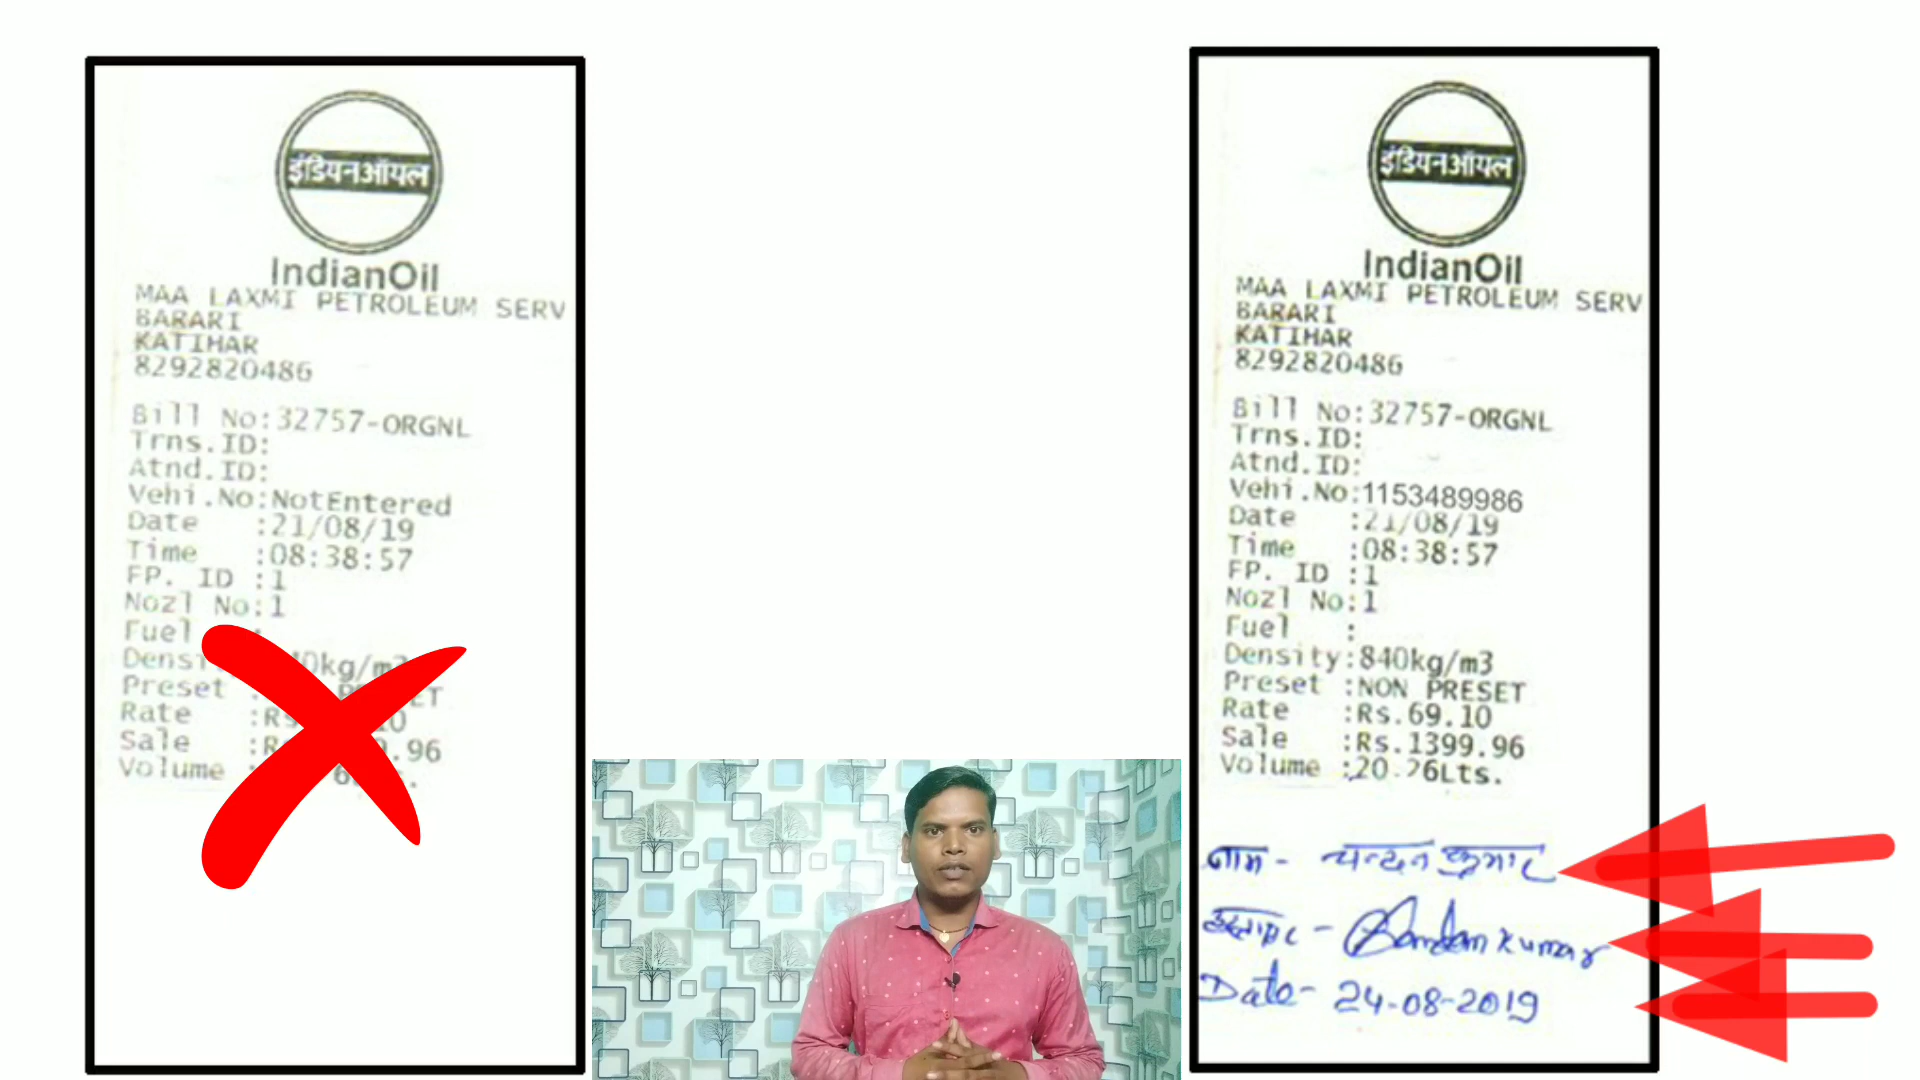 इंडियनऑयल
IndianOil
MAA LAXMI PETROLEUM SERV
BARARI
KATIHAR
8292820486
Bill No:32757-ORGNL
Trns.ID:
Atnd.ID:
Vehi.No:NotEntered
Date :21/08/19
Time :08:38:57
FP. ID :1
Nozl No:1
Fuel :
kg/m3
Preset :
Rate
Sale
Volume
इंडियनऑयल
IndianOil
MAA LAXMI PETROLEUM SERV
BARARI
KATIHAR
8292820486
Bill No:32757-ORGNL
Trns.ID:
Atnd.ID:
Vehi.No:1153489986
Date :21/08/19
Time :08:38:57
FP. ID :1
Nozl No:1
Fuel :
Density:840kg/m3
Preset :NON PRESET
Rate :Rs.69.10
Sale :Rs.1399.96
Volume :20.26Lts.
नाम - चन्दन कुमार
हस्ताक्षर - Chandan Kumar
Date - 24-08-2019